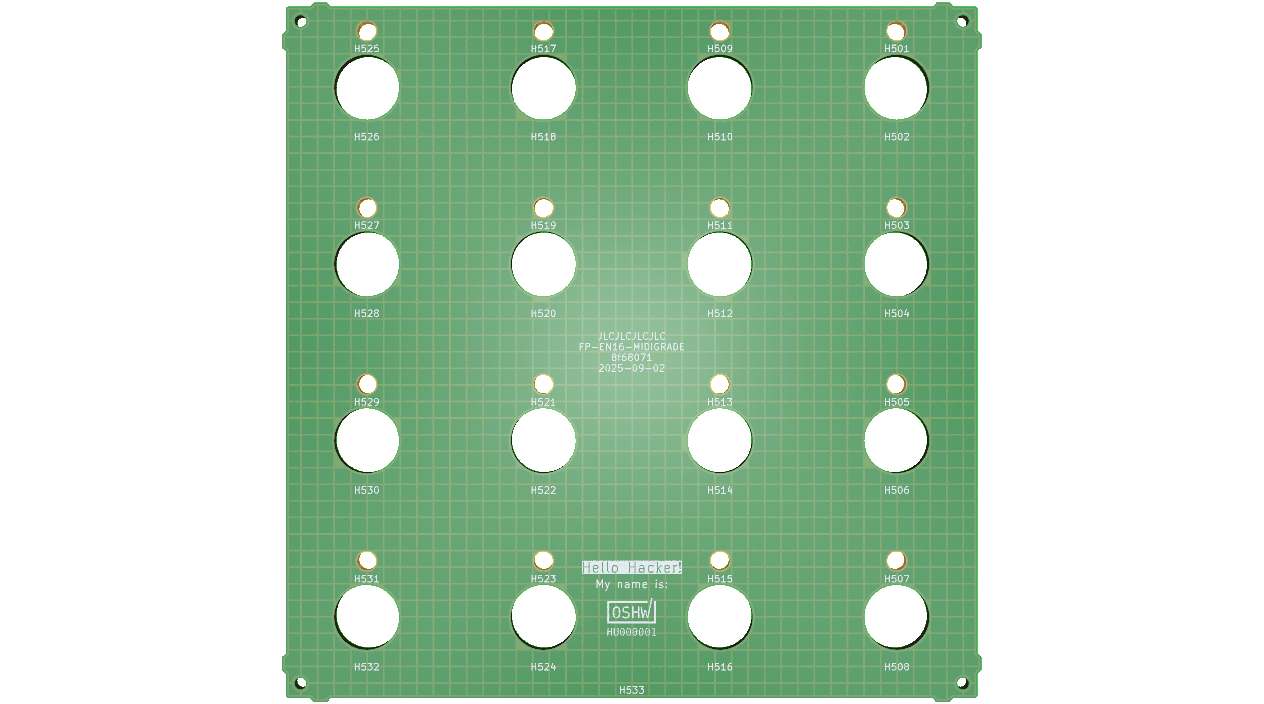 H525 H517 H509 H501
H526 H518 H510 H502
H527 H519 H511 H503
H528 H520 H512 H504
JLCJLCJLCJLC
FP-EN16-MIDIGRADE
8f68071
2025-09-02
H529 H521 H513 H505
H530 H522 H514 H506
Hello Hacker!
H531 H523 H515 H507
My name is:
OSHW
HU000001
H532 H524 H516 H508
H533